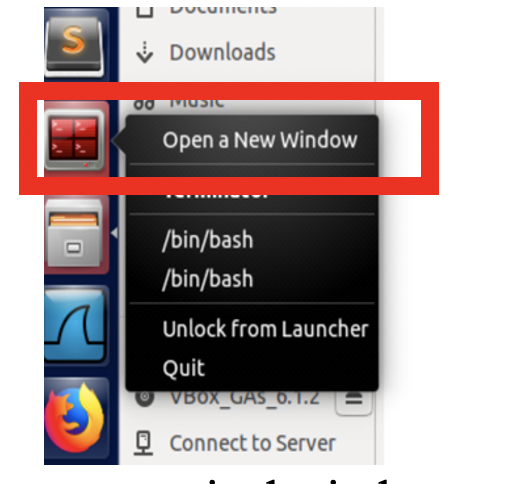 Documents
Downloads
Music
Open a New Window
Terminator
/bin/bash
/bin/bash
Unlock from Launcher
Quit
VBox_GAs_6.1.2
Connect to Server